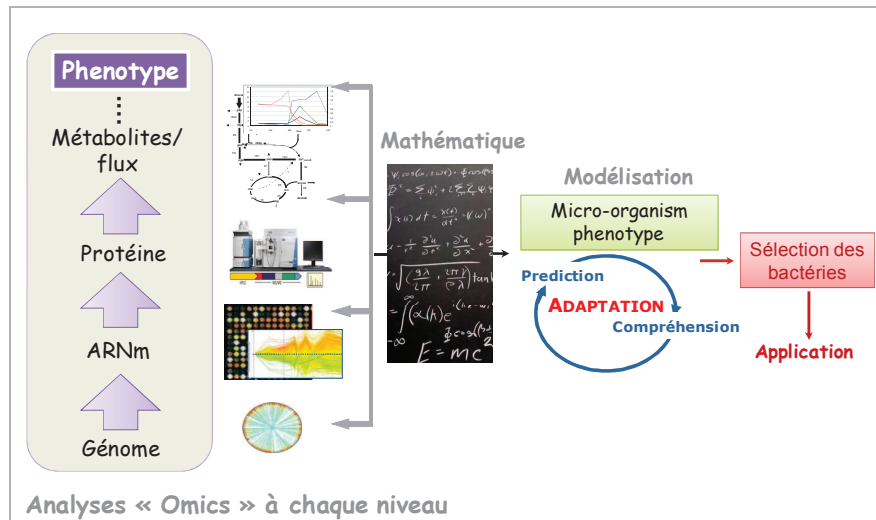 Phenotype
Métabolites/
flux
Protéine
ARNm
Génome
Analyses « Omics » à chaque niveau
Mathématique
E = mc²
Modélisation
Micro-organism
phenotype
Prediction
ADAPTATION
Compréhension
Sélection des
bactéries
Application